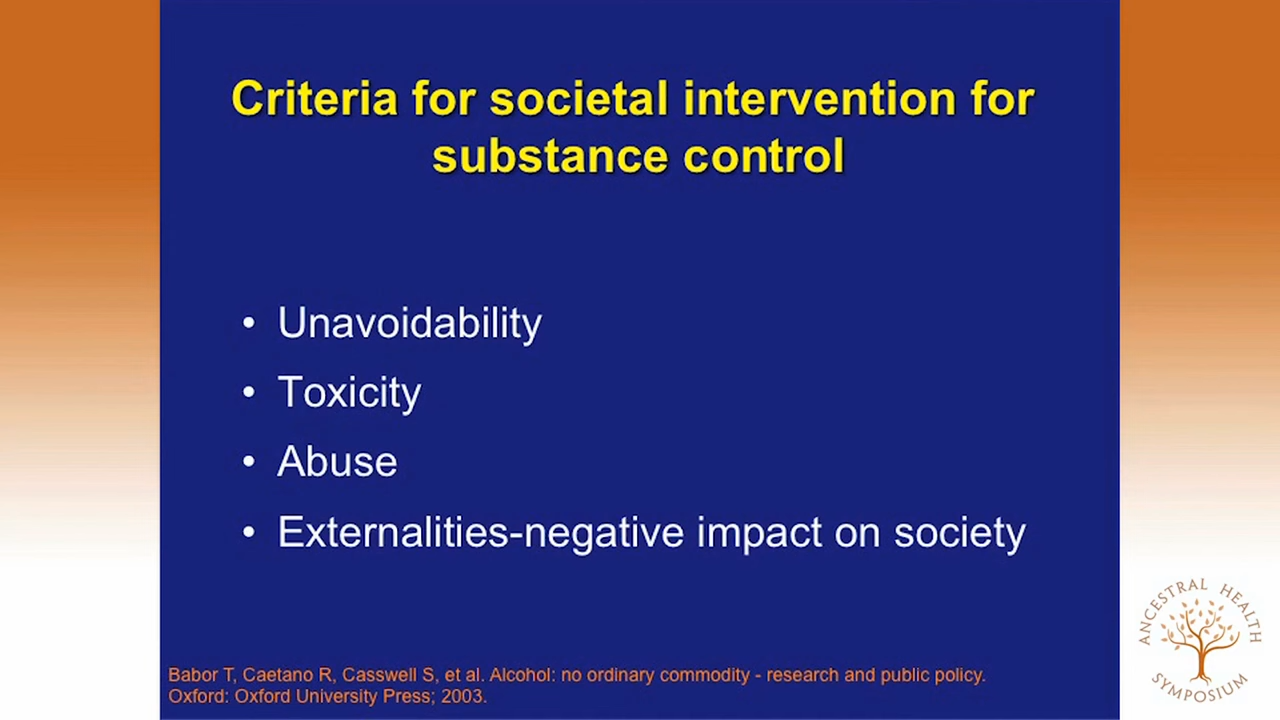 Criteria for societal intervention for
substance control
• Unavoidability
• Toxicity
• Abuse
• Externalities-negative impact on society
Babor T, Caetano R, Casswell S, et al. Alcohol: no ordinary commodity - research and public policy.
Oxford: Oxford University Press; 2003.
ANCESTRAL HEALTH
SYMPOSIUM